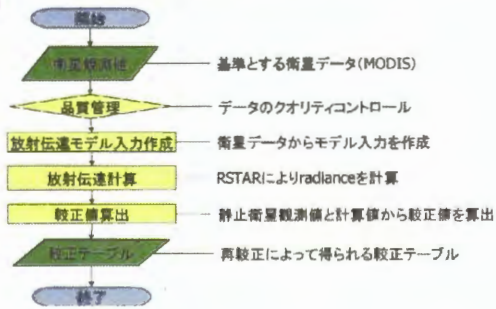 開始
衛星観測値 基準とする衛星データ(MODIS)
品質管理 データのクオリティコントロール
放射伝達モデル入力作成 衛星データからモデル入力を作成
放射伝達計算 RSTARによりradianceを計算
較正値算出 静止衛星観測値と計算値から較正値を算出
較正テーブル 再較正によって得られる較正テーブル
終了